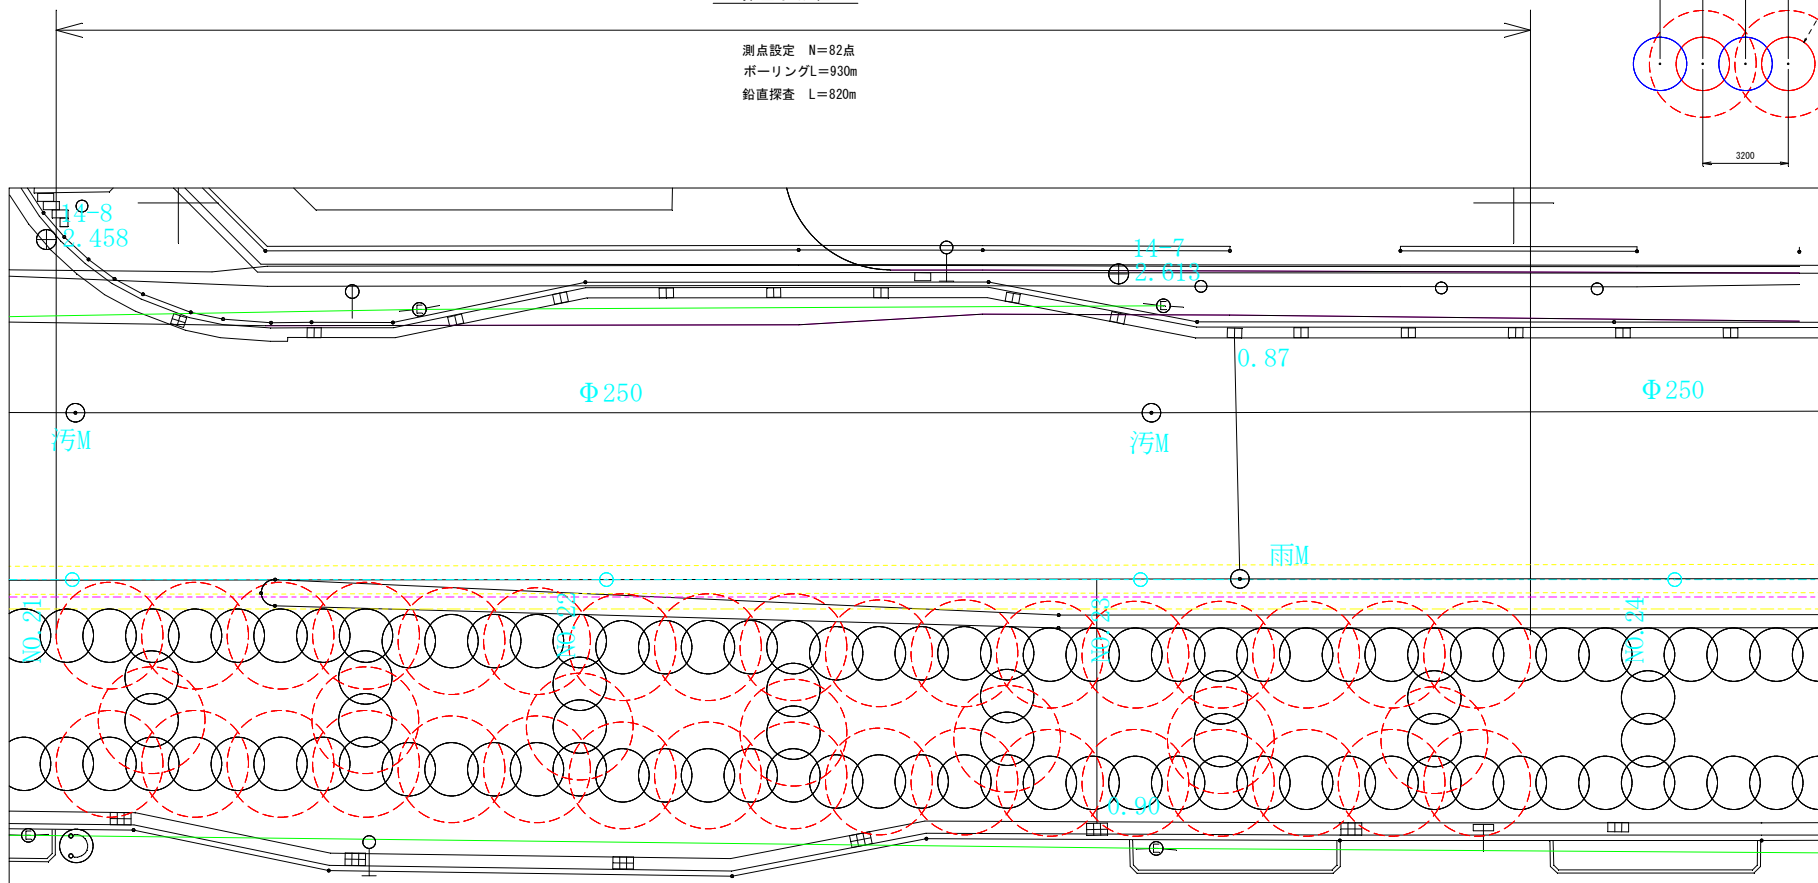 測点設定 N=82点
ボーリングL=930m
鉛直探査 L=820m
3200
14-8
2.458
14-7
2.613
0.87
Φ250
Φ250
汚M
汚M
雨M
NO.21
NO.22
NO.23
NO.24
0.90